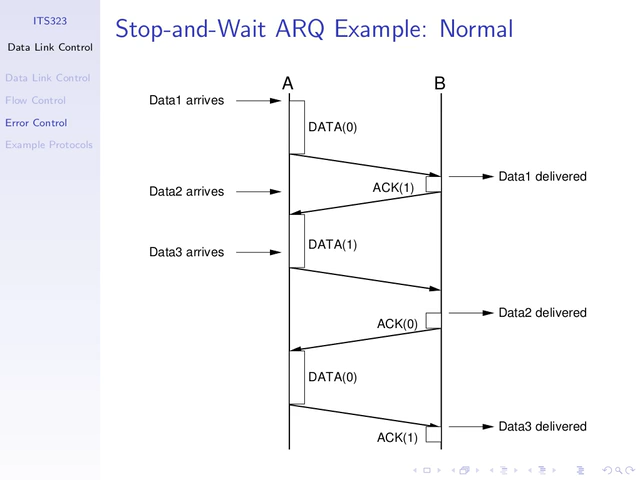 ITS323
Data Link Control
Data Link Control
Flow Control
Error Control
Example Protocols
Stop-and-Wait ARQ Example: Normal
A
B
Data1 arrives
DATA(0)
Data1 delivered
ACK(1)
Data2 arrives
DATA(1)
Data3 arrives
Data2 delivered
ACK(0)
DATA(0)
Data3 delivered
ACK(1)